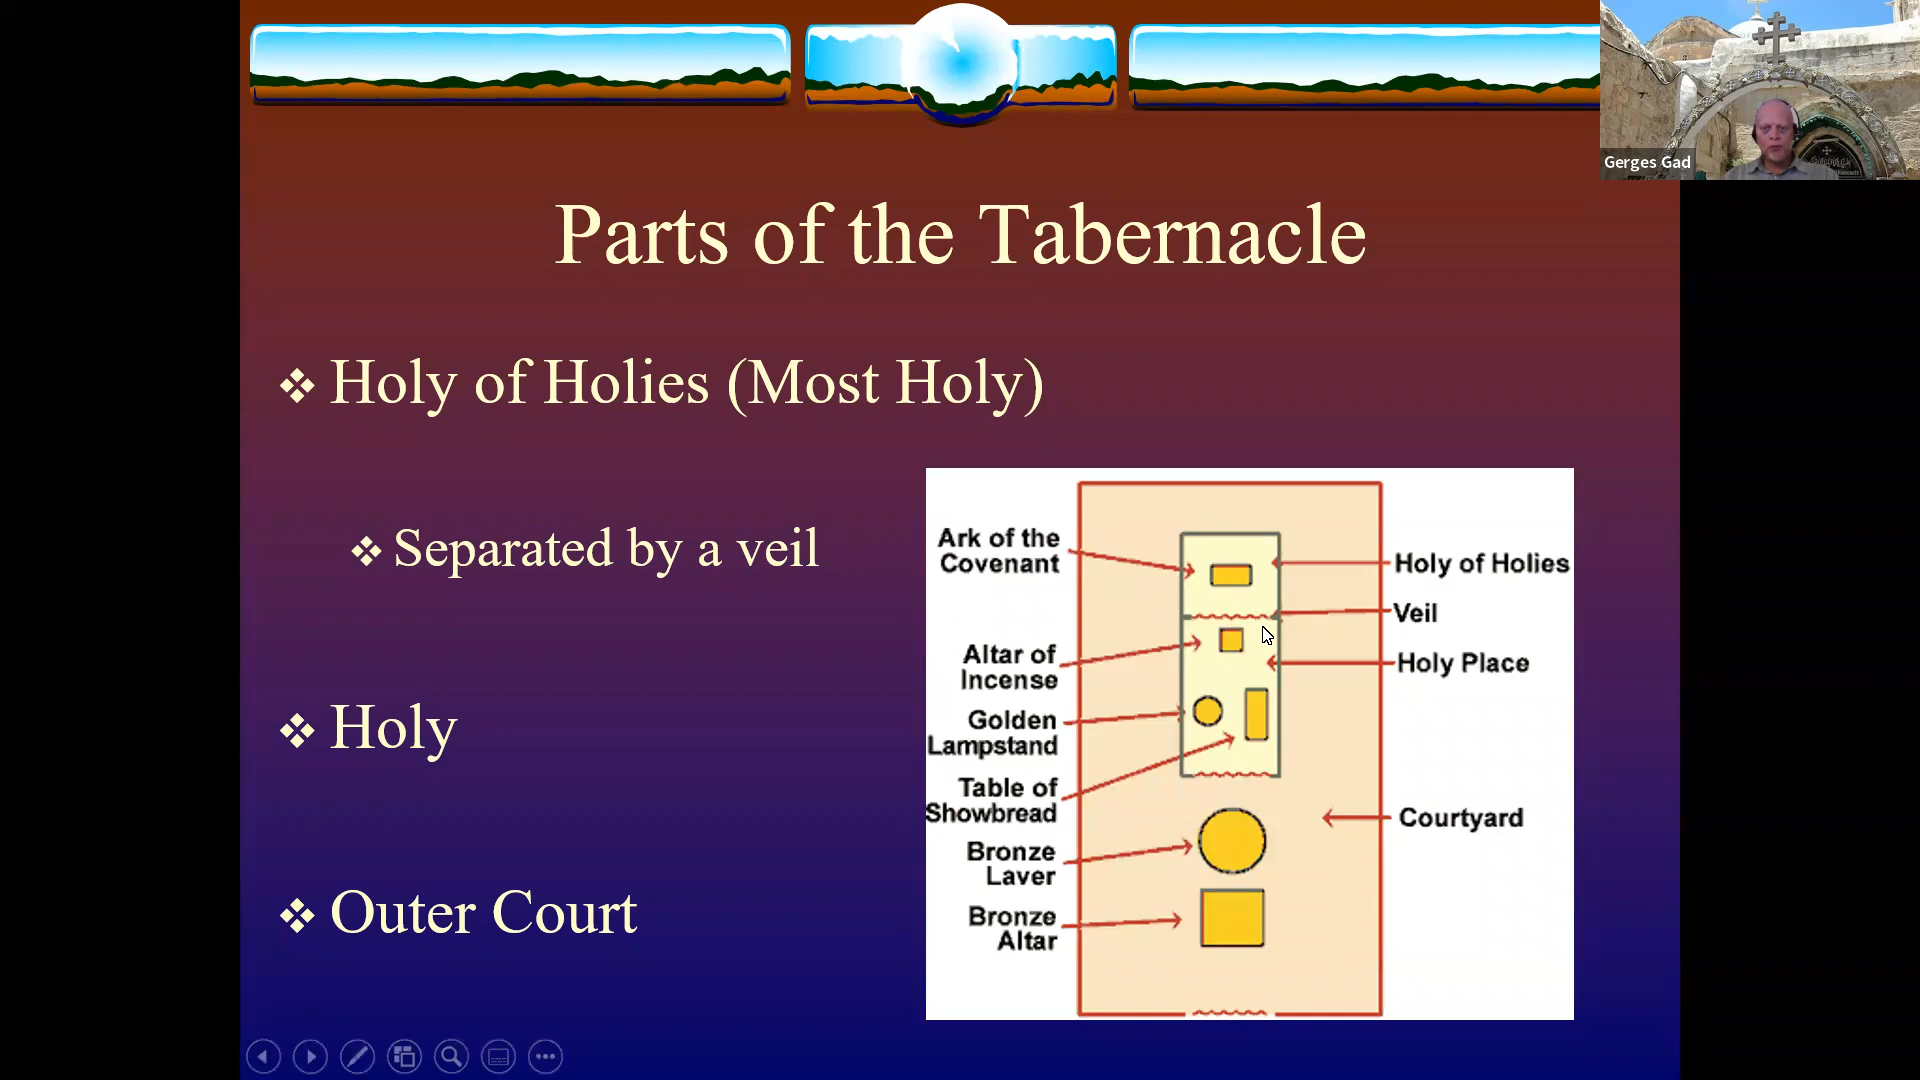 Gerges Gad
Parts of the Tabernacle
Holy of Holies (Most Holy)
Separated by a veil
Holy
Outer Court
Ark of the
Covenant
Altar of
Incense
Golden
Lampstand
Table of
Showbread
Bronze
Laver
Bronze
Altar
Holy of Holies
Veil
Holy Place
Courtyard